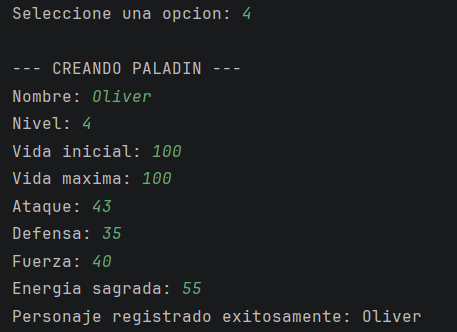 Seleccione una opcion: 4
--- CREANDO PALADIN ---
Nombre: Oliver
Nivel: 4
Vida inicial: 100
Vida maxima: 100
Ataque: 43
Defensa: 35
Fuerza: 40
Energia sagrada: 55
Personaje registrado exitosamente: Oliver